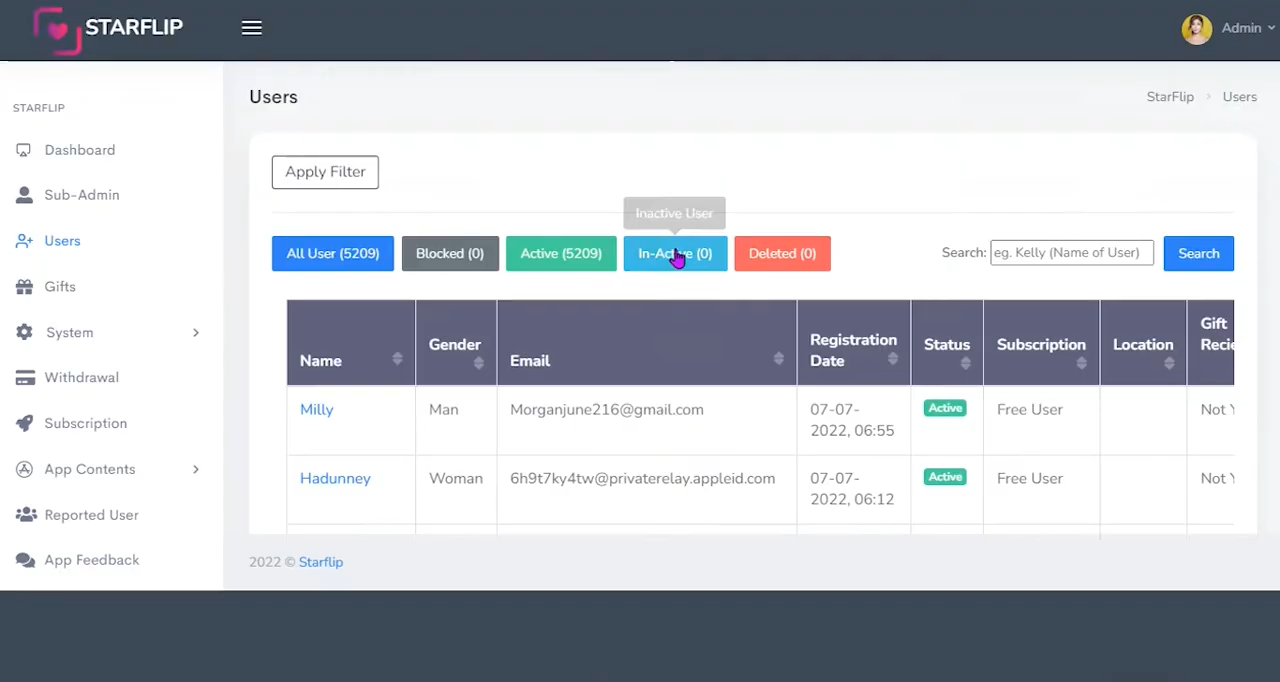 STARFLIP
Admin
STARFLIP
Dashboard
Sub-Admin
Users
Gifts
System
Withdrawal
Subscription
App Contents
Reported User
App Feedback
Users
StarFlip > Users
Apply Filter
Inactive User
All User (5209) Blocked (0) Active (5209) In-Active (0) Deleted (0) Search: eg. Kelly (Name of User) Search
Name Gender Email Registration Date Status Subscription Location Gift
Milly Man Morganjune216@gmail.com 07-07-2022, 06:55 Active Free User Not
Hadunney Woman 6h9t7ky4tw@privaterelay.appleid.com 07-07-2022, 06:12 Active Free User Not
2022 © Starflip